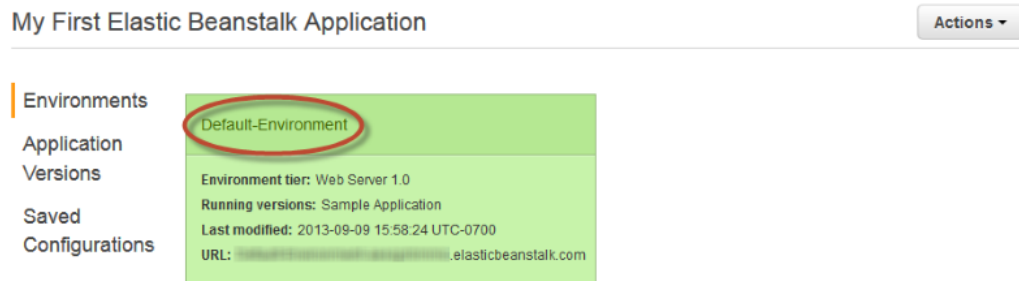 My First Elastic Beanstalk Application
Actions
Environments
Application
Versions
Saved
Configurations
Default-Environment
Environment tier: Web Server 1.0
Running versions: Sample Application
Last modified: 2013-09-09 15:58:24 UTC-0700
URL: .elasticbeanstalk.com